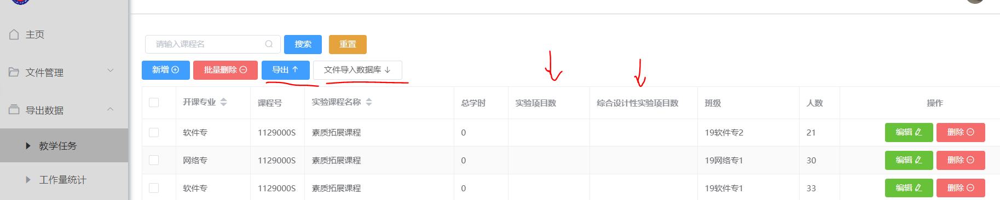 主页
文件管理
导出数据
教学任务
工作量统计
请输入课程名 搜索 重置
新增 批量删除 导出 文件导入数据库
开课专业 课程号 实验课程名称 总学时 实验项目数 综合设计性实验项目数 班级 人数 操作
软件专 1129000S 素质拓展课程 0 19软件专2 21 编辑 删除
网络专 1129000S 素质拓展课程 0 19网络专1 30 编辑 删除
软件专 1129000S 素质拓展课程 0 19软件专1 33 编辑 删除